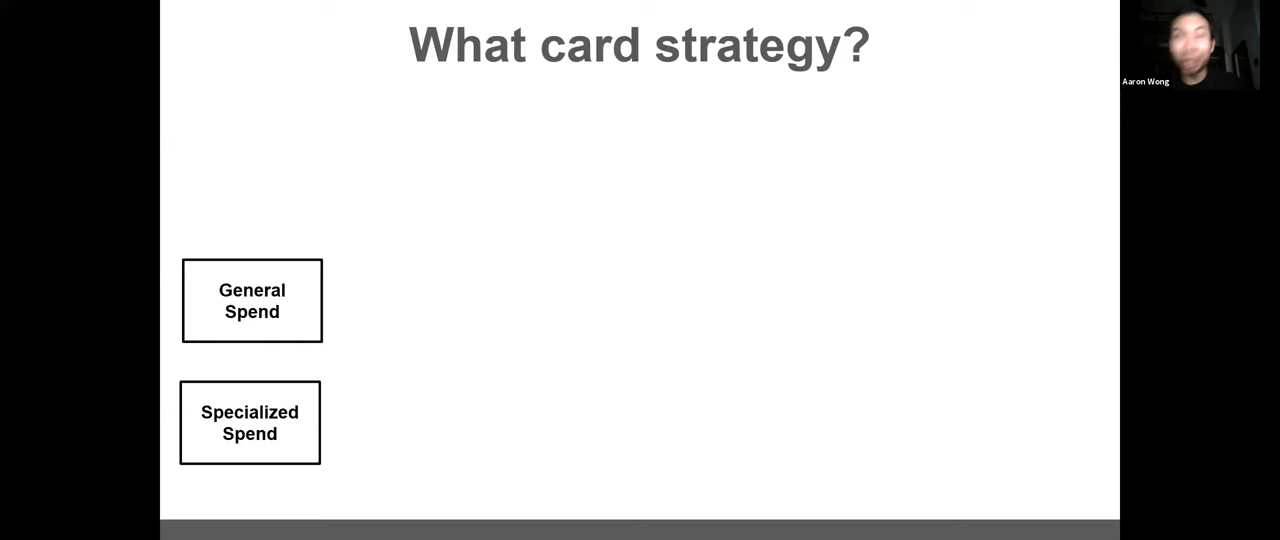 What card strategy?
Aaron Wong
General
Spend
Specialized
Spend